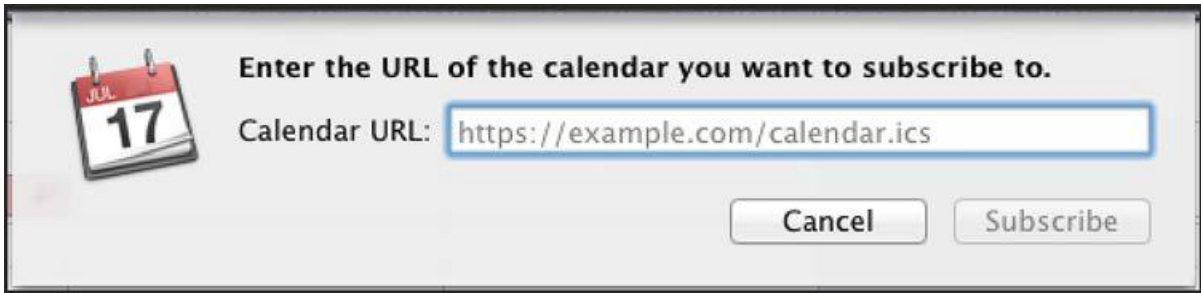 Enter the URL of the calendar you want to subscribe to.
JUL
17
Calendar URL: https://example.com/calendar.ics
Cancel Subscribe